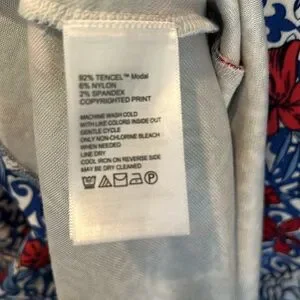 92% TENCEL™ Modal
6% NYLON
2% SPANDEX
COPYRIGHTED PRINT
MACHINE WASH COLD
WITH LIKE COLORS INSIDE OUT
GENTLE CYCLE
ONLY NON-CHLORINE BLEACH
WHEN NEEDED
LINE DRY
COOL IRON ON REVERSE SIDE
MAY BE DRY CLEANED